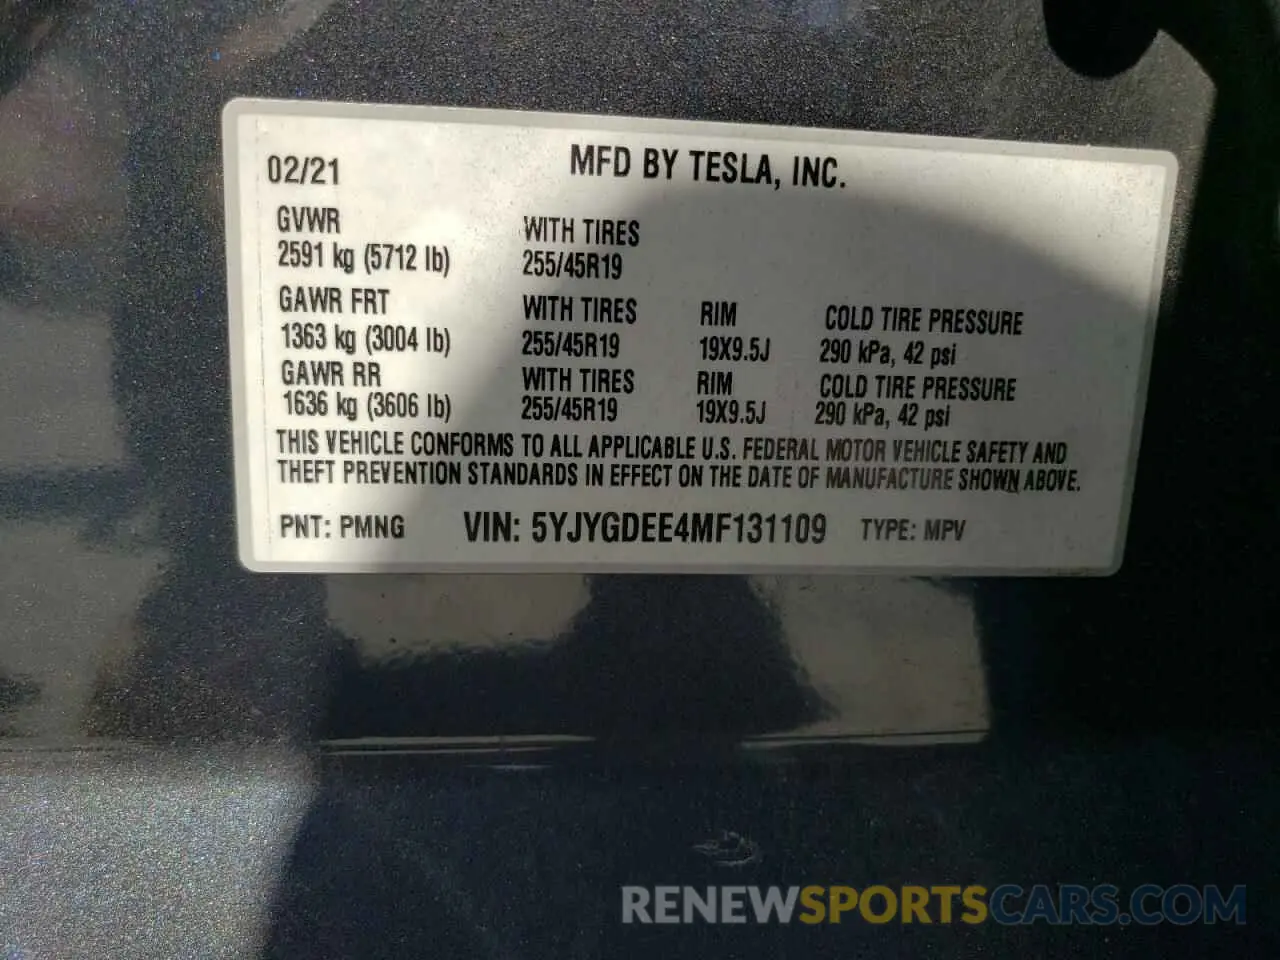 02/21 MFD BY TESLA, INC.
GVWR WITH TIRES
2591 kg (5712 lb) 255/45R19
GAWR FRT WITH TIRES RIM COLD TIRE PRESSURE
1363 kg (3004 lb) 255/45R19 19X9.5J 290 kPa, 42 psi
GAWR RR WITH TIRES RIM COLD TIRE PRESSURE
1636 kg (3606 lb) 255/45R19 19X9.5J 290 kPa, 42 psi
THIS VEHICLE CONFORMS TO ALL APPLICABLE U.S. FEDERAL MOTOR VEHICLE SAFETY AND
THEFT PREVENTION STANDARDS IN EFFECT ON THE DATE OF MANUFACTURE SHOWN ABOVE.
PNT: PMNG VIN: 5YJYGDEE4MF131109 TYPE: MPV
RENEWSPORTSCARS.COM